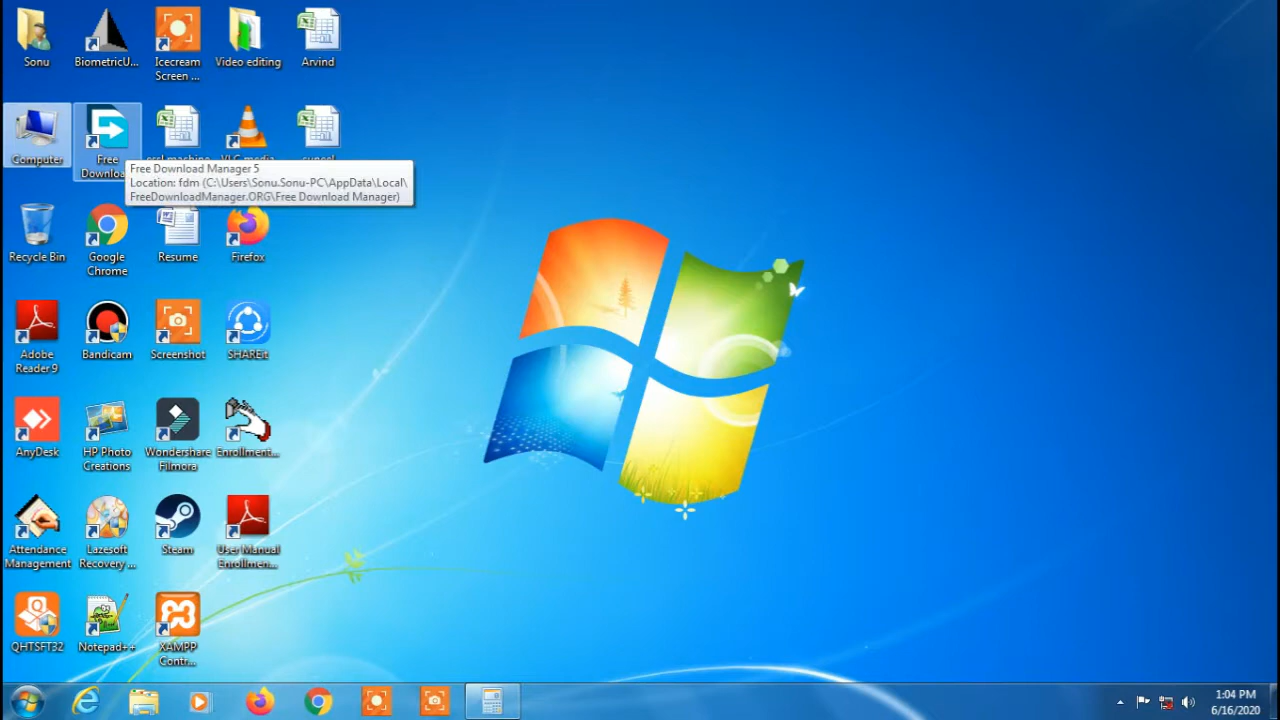 Sonu
BiometricU...
Icecream
Screen ...
Video editing
Arvind
Computer
Free
Downloa
VLC media
Free Download Manager 5
Location: fdm (C:\Users\Sonu.Sonu-PC\AppData\Local\
FreeDownloadManager.ORG\Free Download Manager)
Recycle Bin
Google
Chrome
Resume
Firefox
Adobe
Reader 9
Bandicam
Screenshot
SHAREit
AnyDesk
HP Photo
Creations
Wondershare
Filmora
Enrollment...
Attendance
Management
Lazesoft
Recovery ...
Steam
User Manual
Enrollmen...
QHTSFT32
Notepad++
XAMPP
Contr...
1:04 PM
6/16/2020